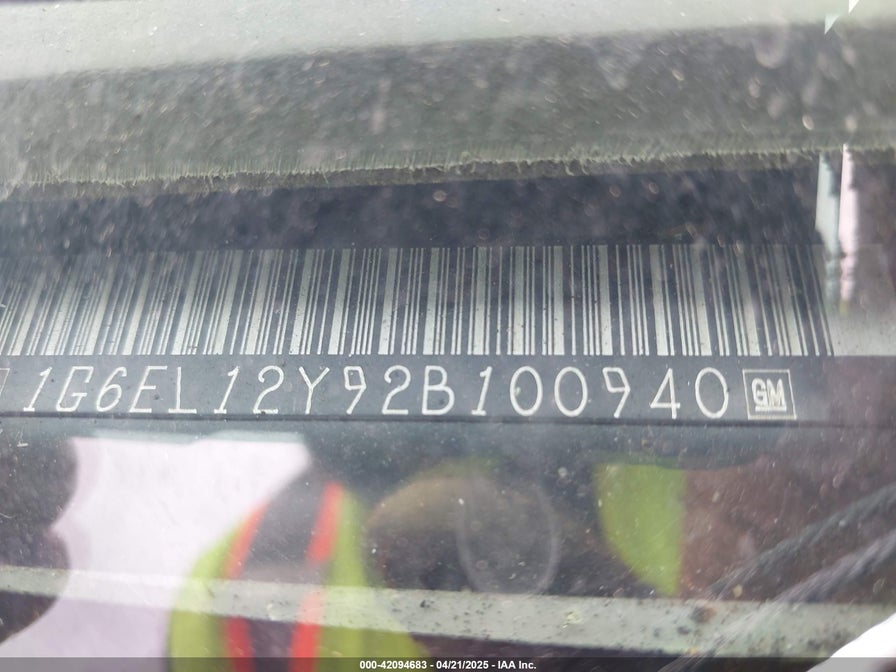 1G6EL12Y92B100940 GM
000-42094683 - 04/21/2025 - IAA Inc.